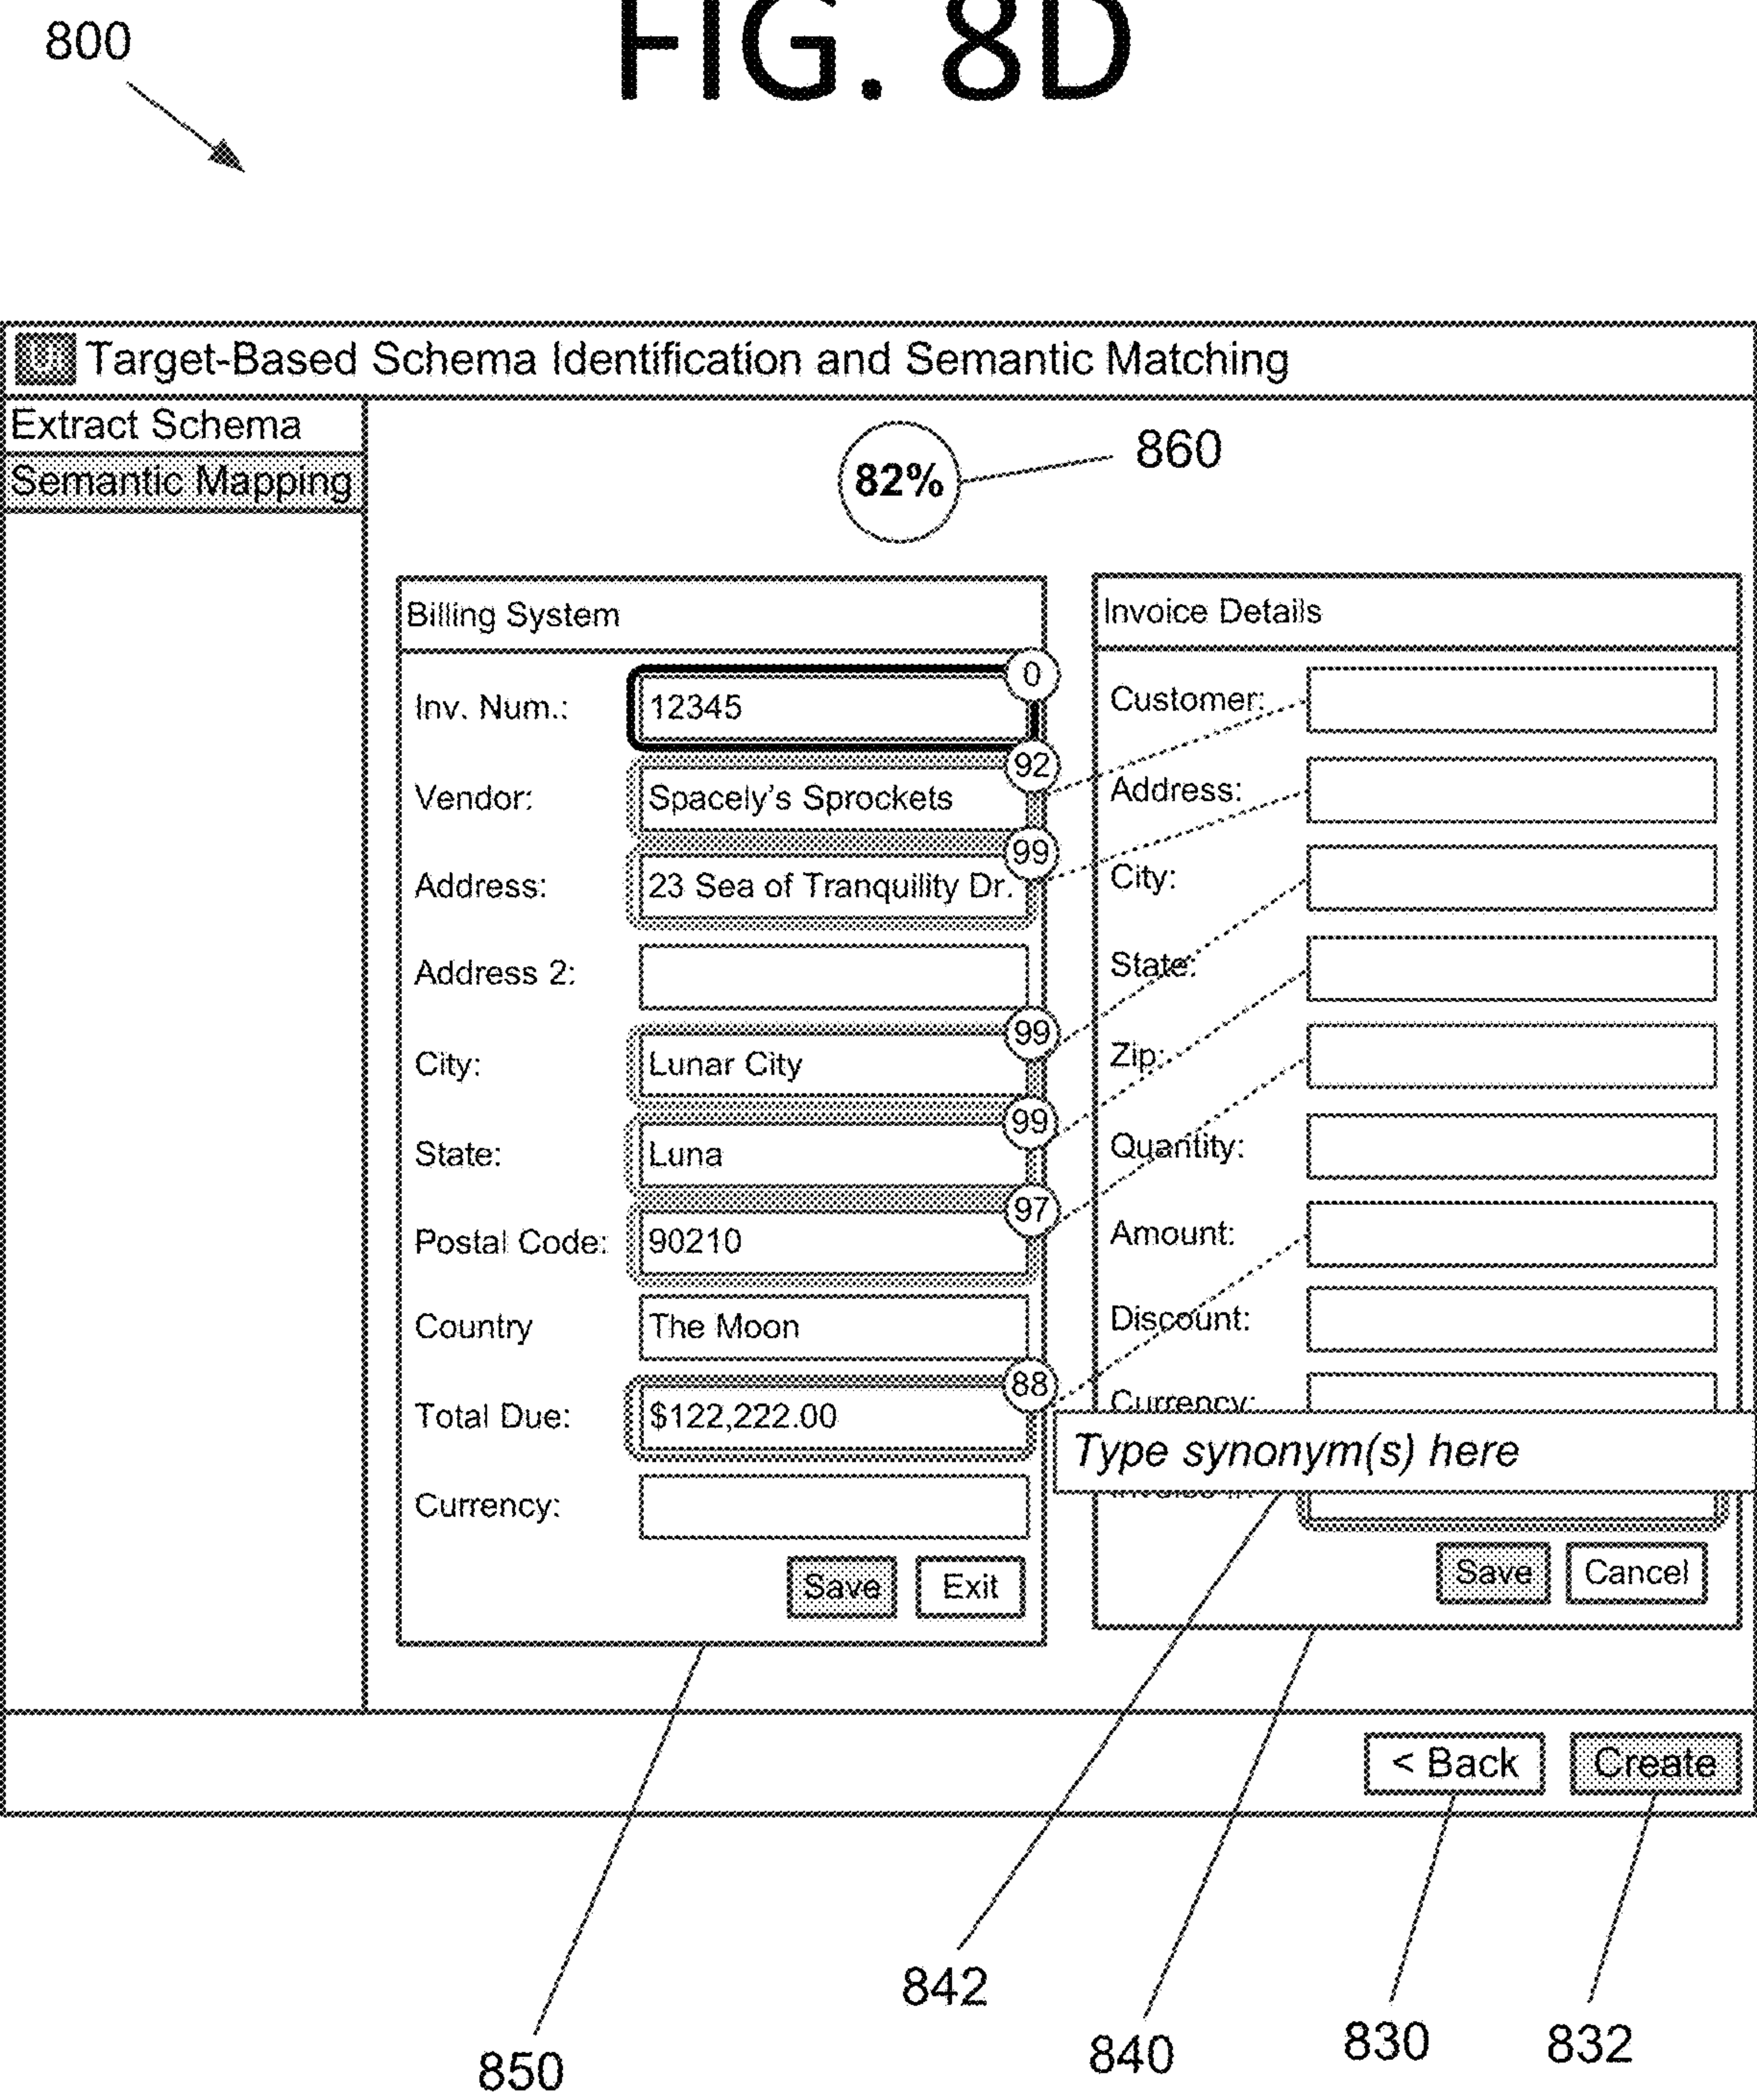 FIG. 8D
800
Ui Target-Based Schema Identification and Semantic Matching
Extract Schema
Semantic Mapping
82%
860
Billing System
Inv. Num.: 12345 0
Vendor: Spacely's Sprockets 92
Address: 23 Sea of Tranquility Dr. 99
Address 2:
City: Lunar City 99
State: Luna 99
Postal Code: 90210 97
Country The Moon
Total Due: $122,222.00 88
Currency:
Save Exit
Invoice Details
Customer:
Address:
City:
State:
Zip:
Quantity:
Amount:
Discount:
Currency:
Type synonym(s) here
Save Cancel
< Back Create
850
842
840
830
832